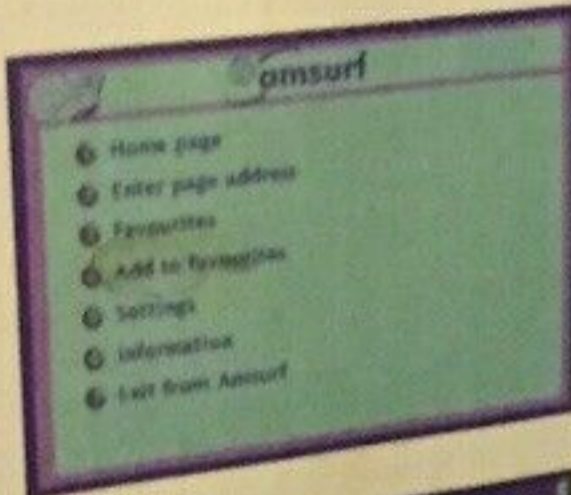 amsurf
Home page
Enter page address
Favourites
Add to favourites
Settings
Information
Exit from Amsurf